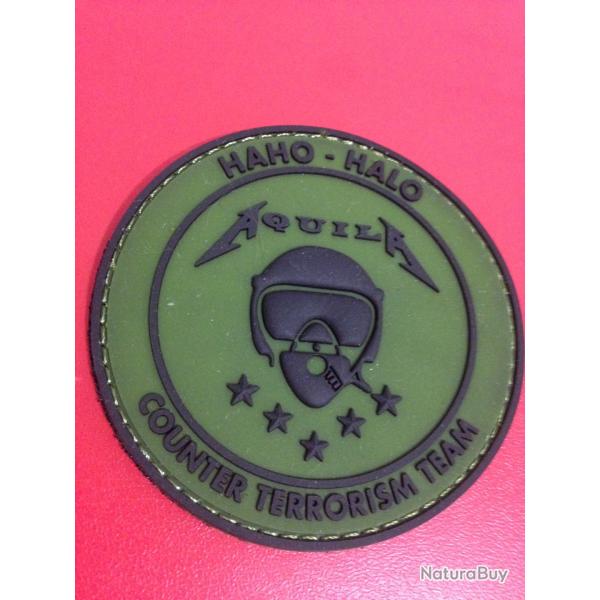 HAHO - HALO
AQUILA
COUNTER TERRORISM TEAM
NaturaBuy